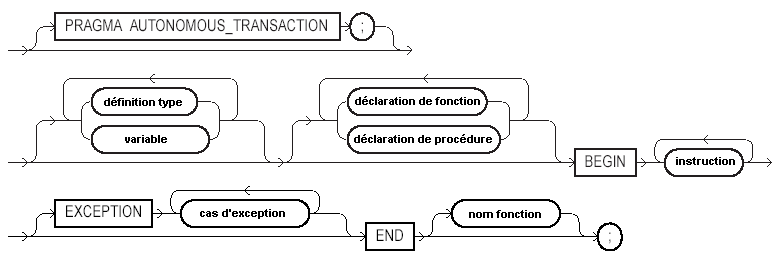 PRAGMA AUTONOMOUS_TRANSACTION ;
définition type
déclaration de fonction
variable
déclaration de procédure
BEGIN
instruction
EXCEPTION
cas d'exception
END
nom fonction
;